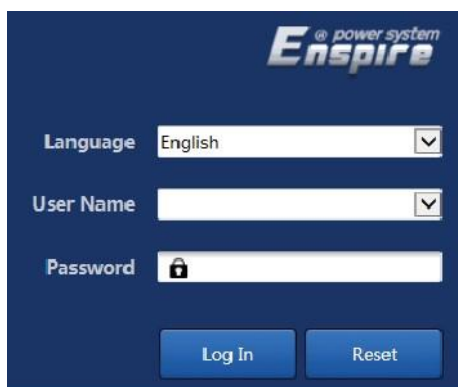 @ power system
Enspire
Language English
User Name
Password
Log In Reset